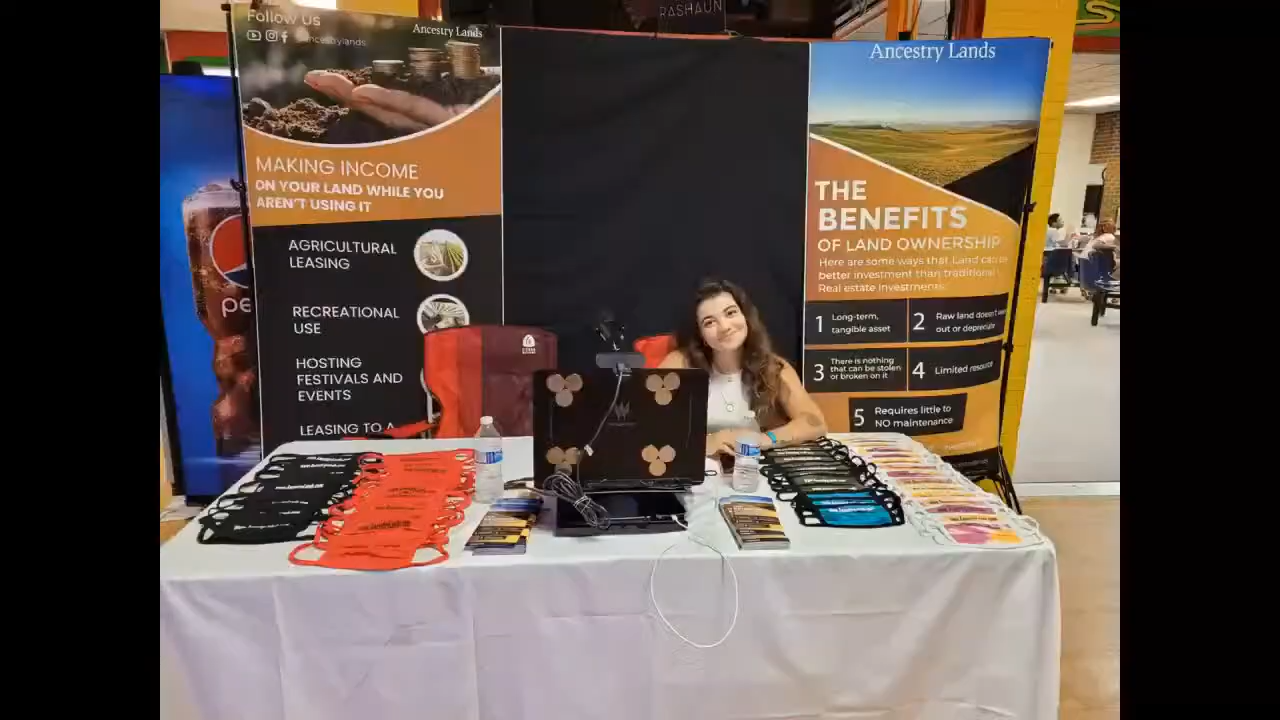 RASHAUN
Follow Us
ancestrylands
Ancestry Lands
MAKING INCOME
ON YOUR LAND WHILE YOU
AREN'T USING IT
AGRICULTURAL
LEASING
RECREATIONAL
USE
HOSTING
FESTIVALS AND
EVENTS
LEASING TO A
pe
Ancestry Lands
THE
BENEFITS
OF LAND OWNERSHIP
Here are some ways that Land can be
better investment than traditional
Real estate investments:
1 Long-term,
tangible asset
2 Raw land doesn't
out or depreciate
3 There is nothing
that can be stolen
or broken on it
4 Limited resource
5 Requires little to
NO maintenance